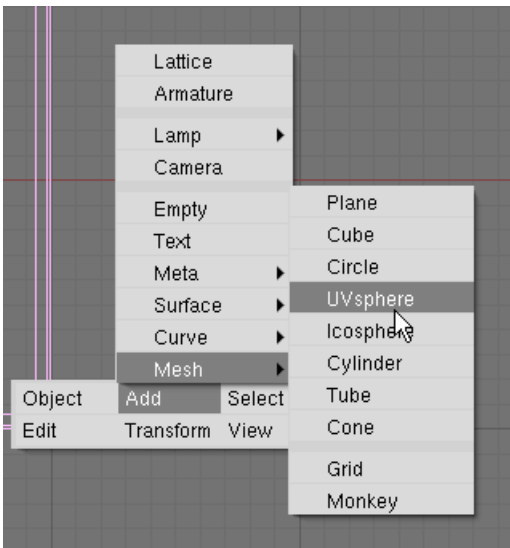 Lattice
Armature
Lamp
Camera
Empty
Text
Meta
Surface
Curve
Mesh
Object Add Select
Edit Transform View
Plane
Cube
Circle
UVsphere
Icosphere
Cylinder
Tube
Cone
Grid
Monkey